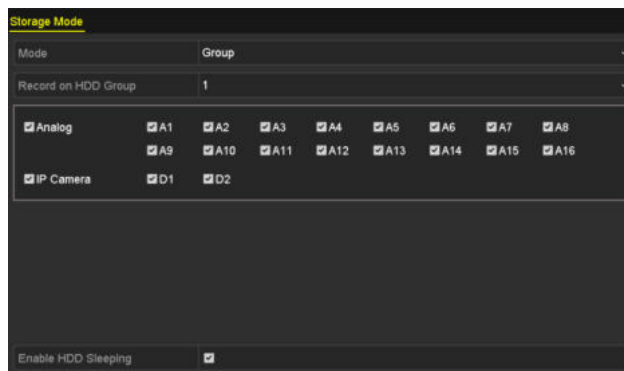 Storage Mode
Mode Group
Record on HDD Group 1
Analog A1 A2 A3 A4 A5 A6 A7 A8
A9 A10 A11 A12 A13 A14 A15 A16
IP Camera D1 D2
Enable HDD Sleeping